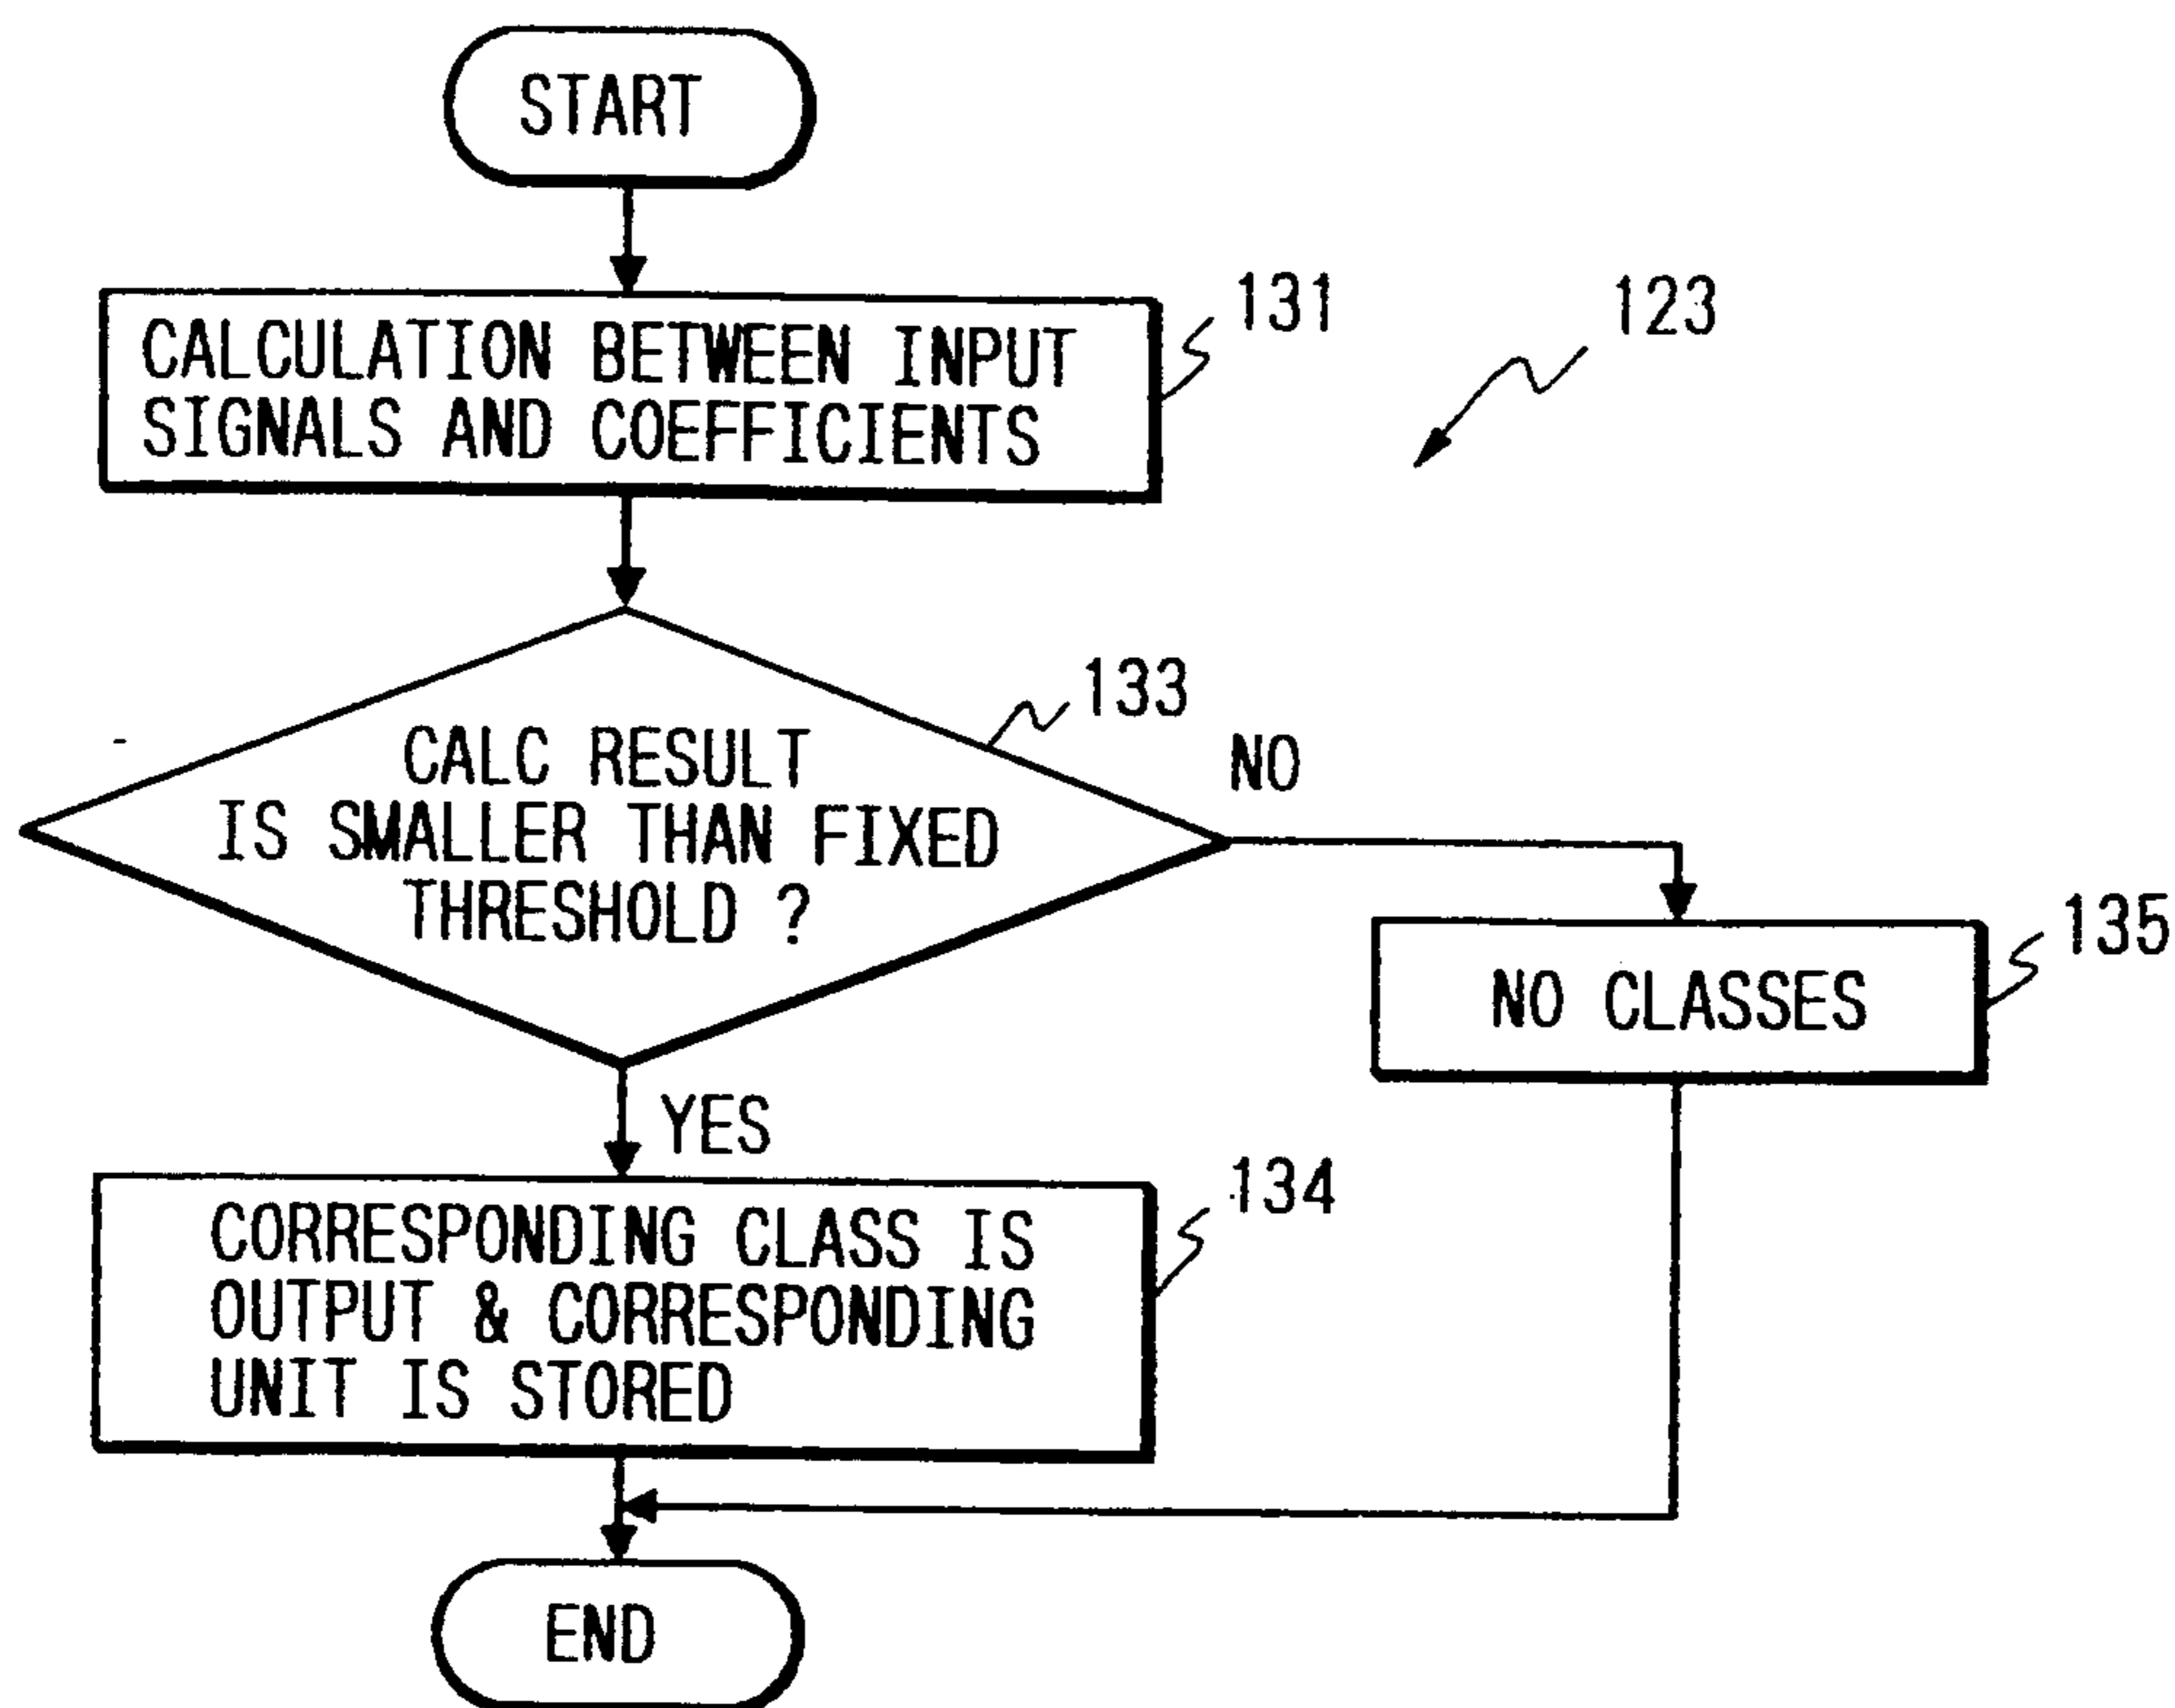 START
CALCULATION BETWEEN INPUT
SIGNALS AND COEFFICIENTS
131
123
CALC RESULT
IS SMALLER THAN FIXED
THRESHOLD ?
133
NO
NO CLASSES
135
YES
CORRESPONDING CLASS IS
OUTPUT & CORRESPONDING
UNIT IS STORED
134
END